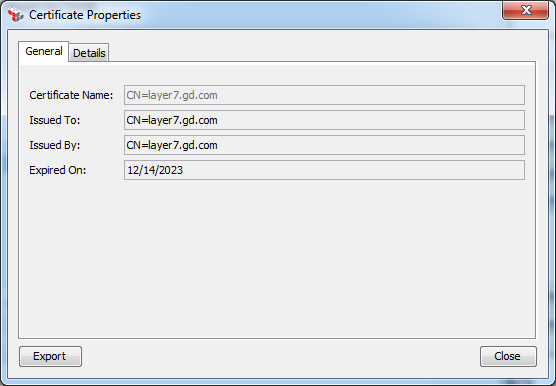 Certificate Properties
General Details
Certificate Name: CN=layer7.gd.com
Issued To: CN=layer7.gd.com
Issued By: CN=layer7.gd.com
Expired On: 12/14/2023
Export Close